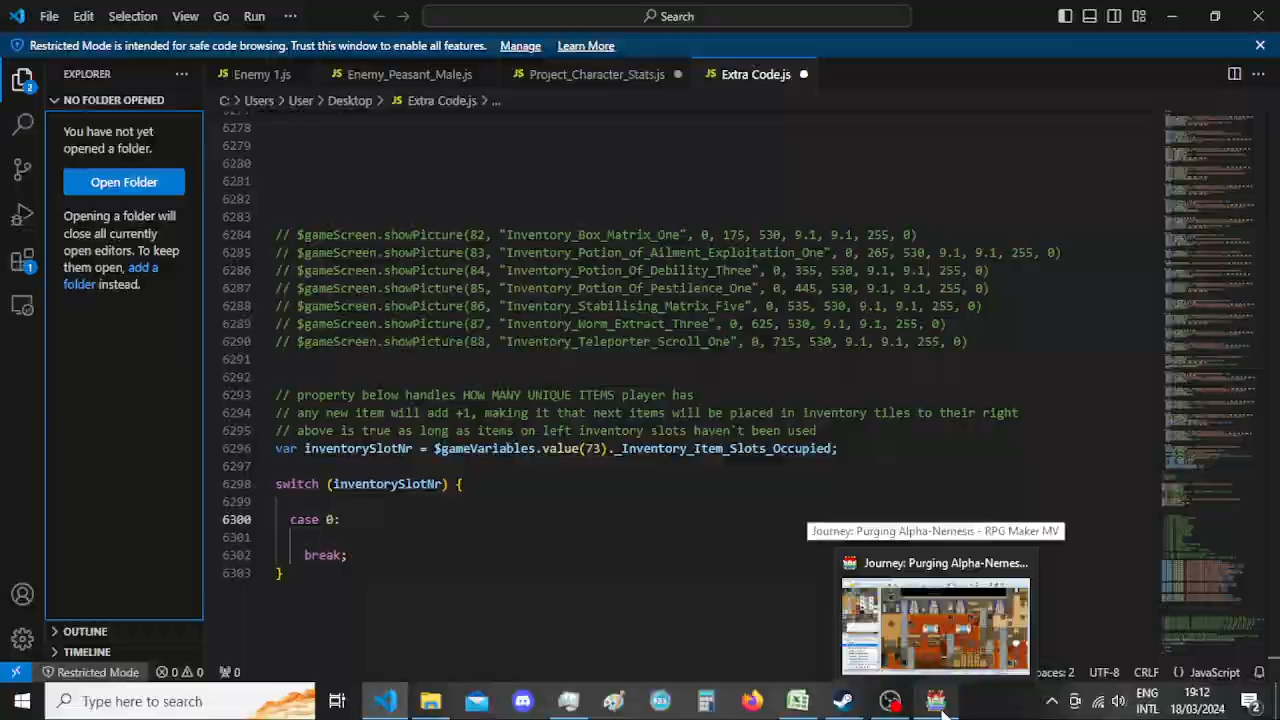 File Edit Selection View Go Run ··· Search
Restricted Mode is intended for safe code browsing. Trust this window to enable all features. Manage Learn More
EXPLORER
Enemy 1.js Enemy_Peasant_Male.js Project_Character_Stats.js Extra Code.js
NO FOLDER OPENED
C: > Users > User > Desktop > JS Extra Code.js > ...
You have not yet
opened a folder.
Open Folder
Opening a folder will
close all currently
open editors. To keep
them open, add a
folder instead.
6278
6279
6280
6281
6282
6283
6284 // $gameScreen.showPicture(82, "Inventory_Box_Matrix_One", 0, 175, 530, 9.1, 9.1, 255, 0)
6285 // $gameScreen.showPicture(83, "Inventory_Potion_Of_Ailment_Exploitation_One", 0, 265, 530, 9.1, 9.1, 255, 0)
6286 // $gameScreen.showPicture(84, "Inventory_Potion_Of_Debility_Three", 0, 355, 530, 9.1, 9.1, 255, 0)
6287 // $gameScreen.showPicture(85, "Inventory_Potion_Of_Pestilence_One", 0, 445, 530, 9.1, 9.1, 255, 0)
6288 // $gameScreen.showPicture(86, "Inventory_Stabilising_Matrix_Five", 0, 535, 530, 9.1, 9.1, 255, 0)
6289 // $gameScreen.showPicture(87, "Inventory_Worm_Extract_Three", 0, 625, 530, 9.1, 9.1, 255, 0)
6290 // $gameScreen.showPicture(88, "Inventory_Teleporter_Scroll_One", 0, 715, 530, 9.1, 9.1, 255, 0)
6291
6292
6293 // property below handles HOW MANY UNIQUE ITEMS player has
6294 // any new item will add +1, making it that next items will be placed in inventory tiles to their right
6295 // above is true as long as items on left inventory slots haven't been used
6296 var inventorySlotNr = $gameVariables.value(73)._Inventory_Item_Slots_Occupied;
6297
6298 switch (inventorySlotNr) {
6299
6300 case 0:
6301
6302 break;
6303 }
Journey: Purging Alpha-Nemesis - RPG Maker MV
Journey: Purging Alpha-Nemes...
OUTLINE
TIMELINE
Restricted Mode 0 0 0 paces: 2 UTF-8 CRLF {} JavaScript
Type here to search
ENG
INTL
19:12
18/03/2024